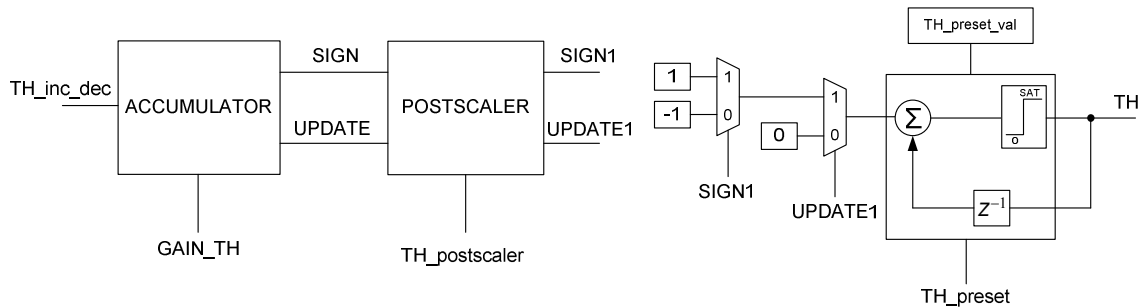 TH_preset_val
SIGN
SIGN1
TH_inc_dec
ACCUMULATOR
POSTSCALER
UPDATE
UPDATE1
GAIN_TH
TH_postscaler
1
-1
1
0
SIGN1
0
1
0
UPDATE1
Σ
SAT
0
TH
Z⁻¹
TH_preset